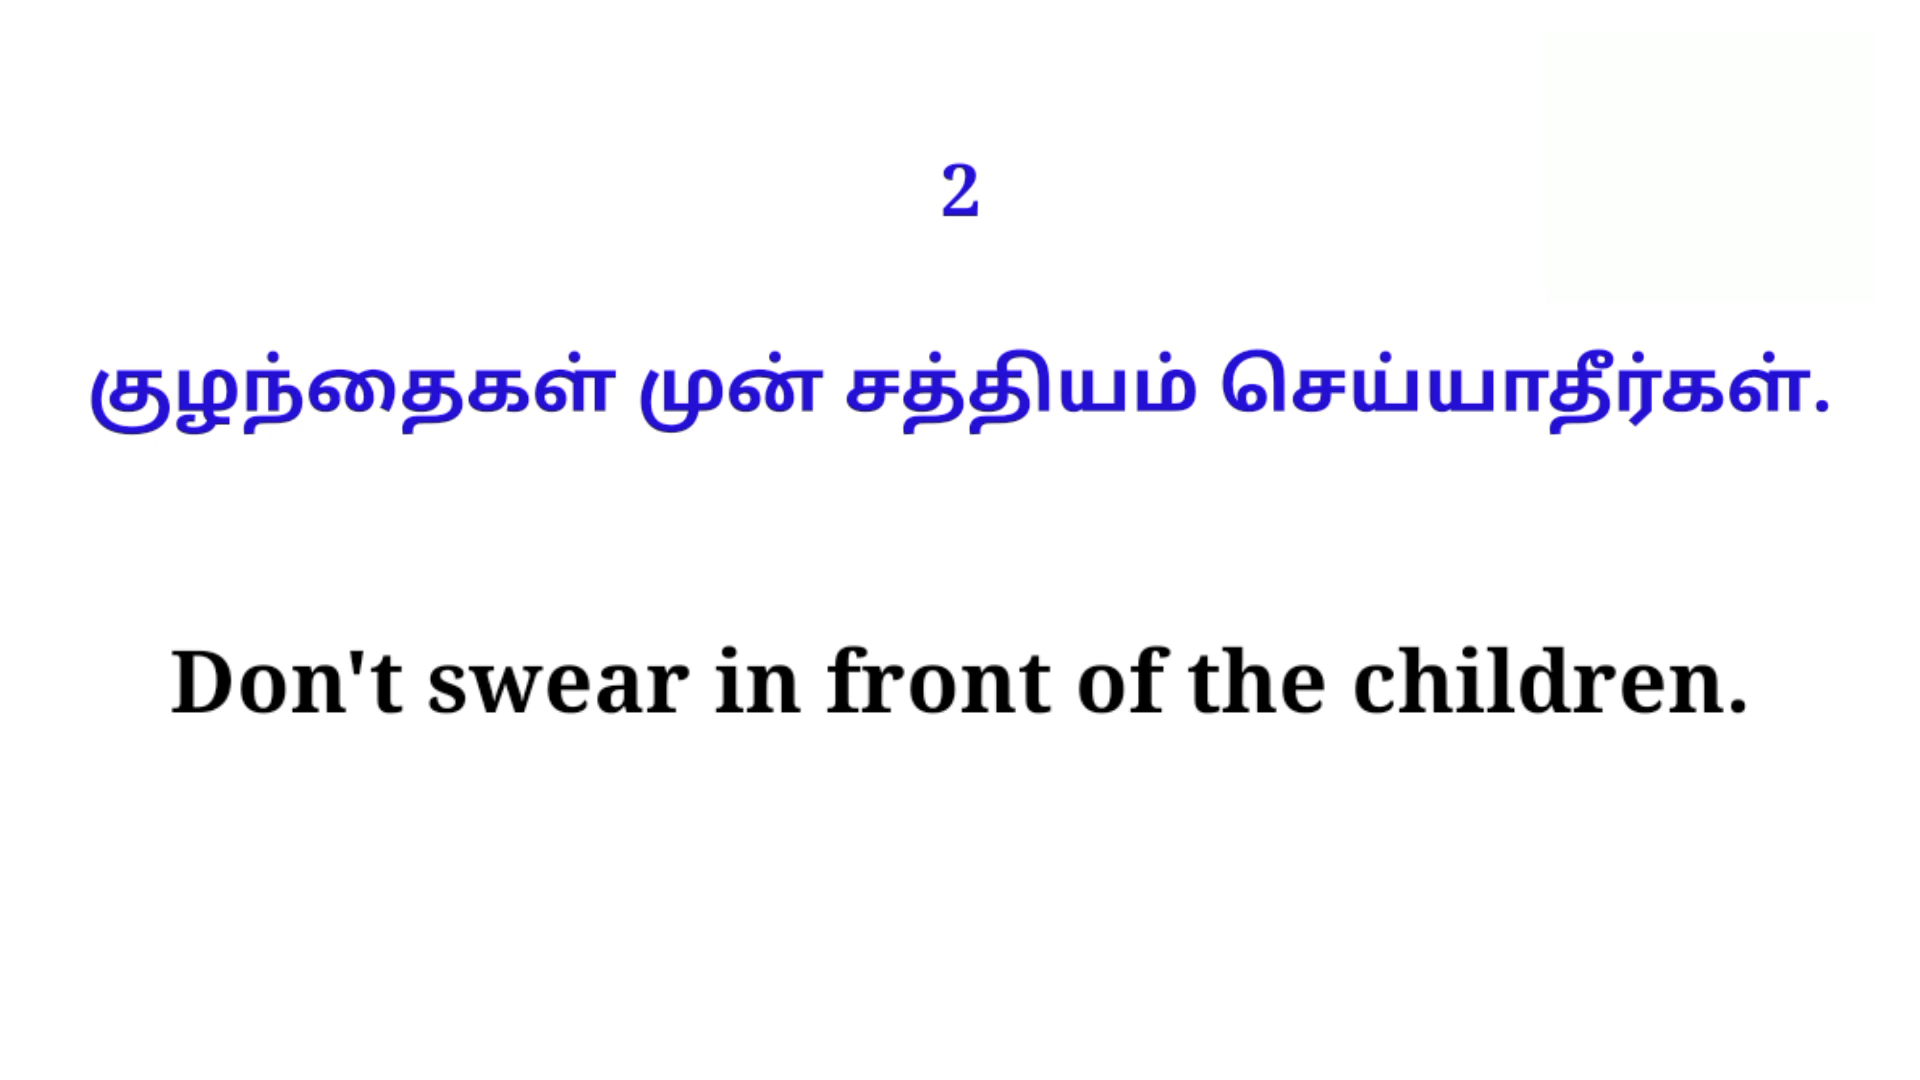 2
குழந்தைகள் முன் சத்தியம் செய்யாதீர்கள்.
Don't swear in front of the children.